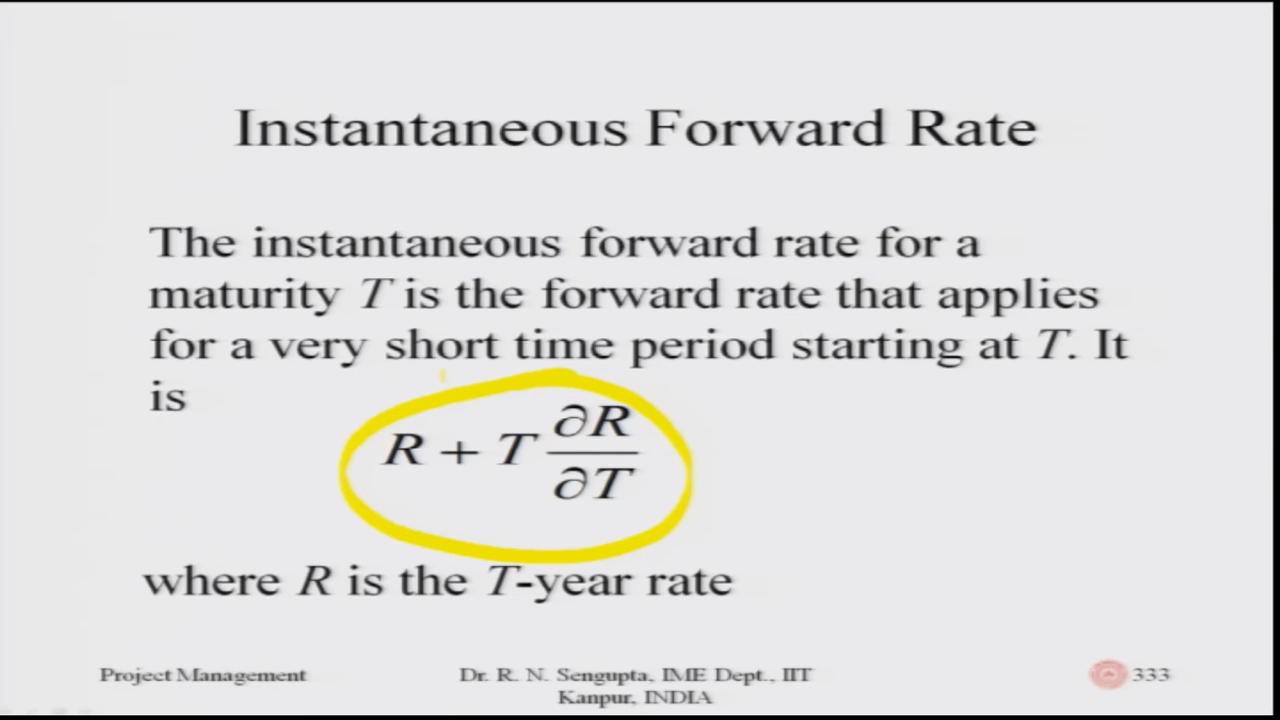 Instantaneous Forward Rate
The instantaneous forward rate for a
maturity T is the forward rate that applies
for a very short time period starting at T. It
is
R + T ∂R/∂T
where R is the T-year rate
Project Management
Dr. R. N. Sengupta, IME Dept., IIT
Kanpur, INDIA
333